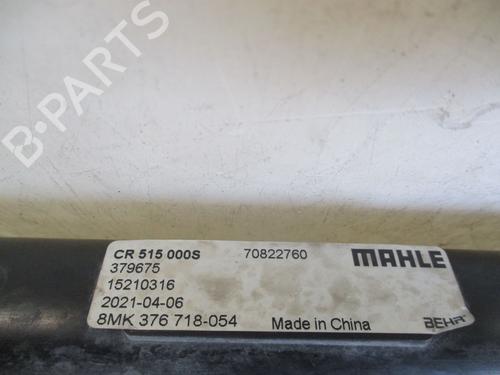 B-PARTS
CR 515 000S 70822760 MAHLE
379675
15210316
2021-04-06
8MK 376 718-054 Made in China BEHR